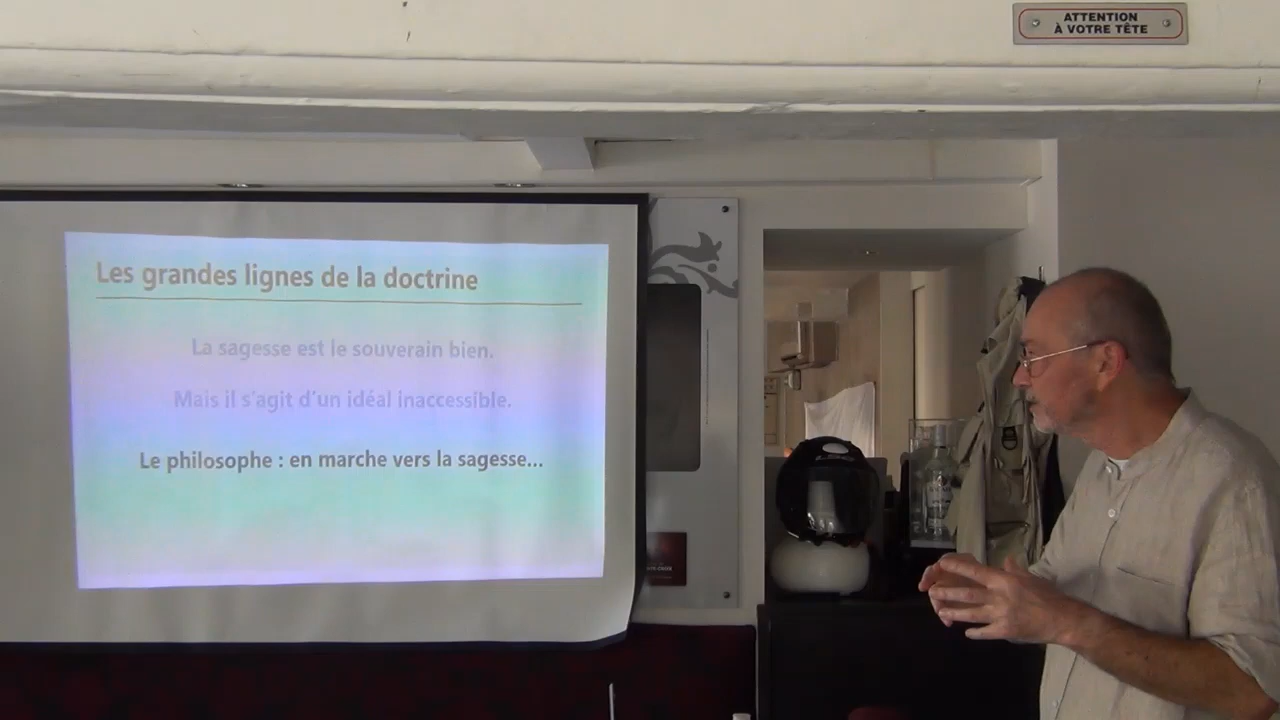 ATTENTION
À VOTRE TÊTE
Les grandes lignes de la doctrine
La sagesse est le souverain bien.
Mais il s'agit d'un idéal inaccessible.
Le philosophe : en marche vers la sagesse...